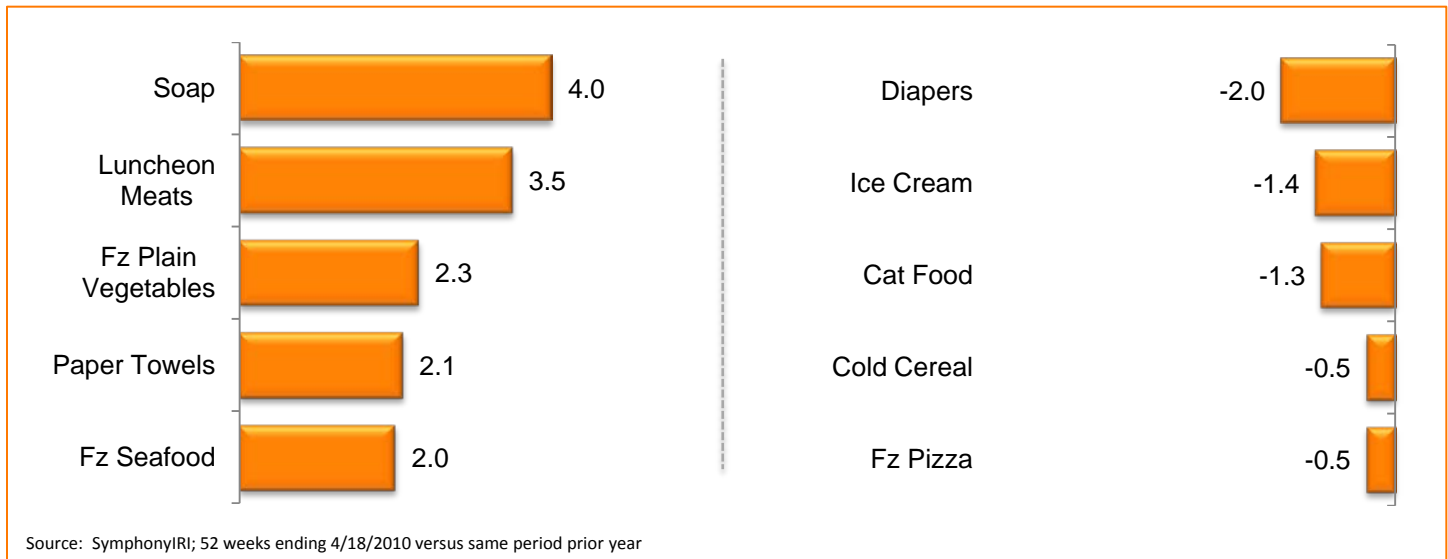 Soap
4.0
Luncheon
Meats
3.5
Fz Plain
Vegetables
2.3
Paper Towels
2.1
Fz Seafood
2.0
Diapers
-2.0
Ice Cream
-1.4
Cat Food
-1.3
Cold Cereal
-0.5
Fz Pizza
-0.5
Source: SymphonyIRI; 52 weeks ending 4/18/2010 versus same period prior year